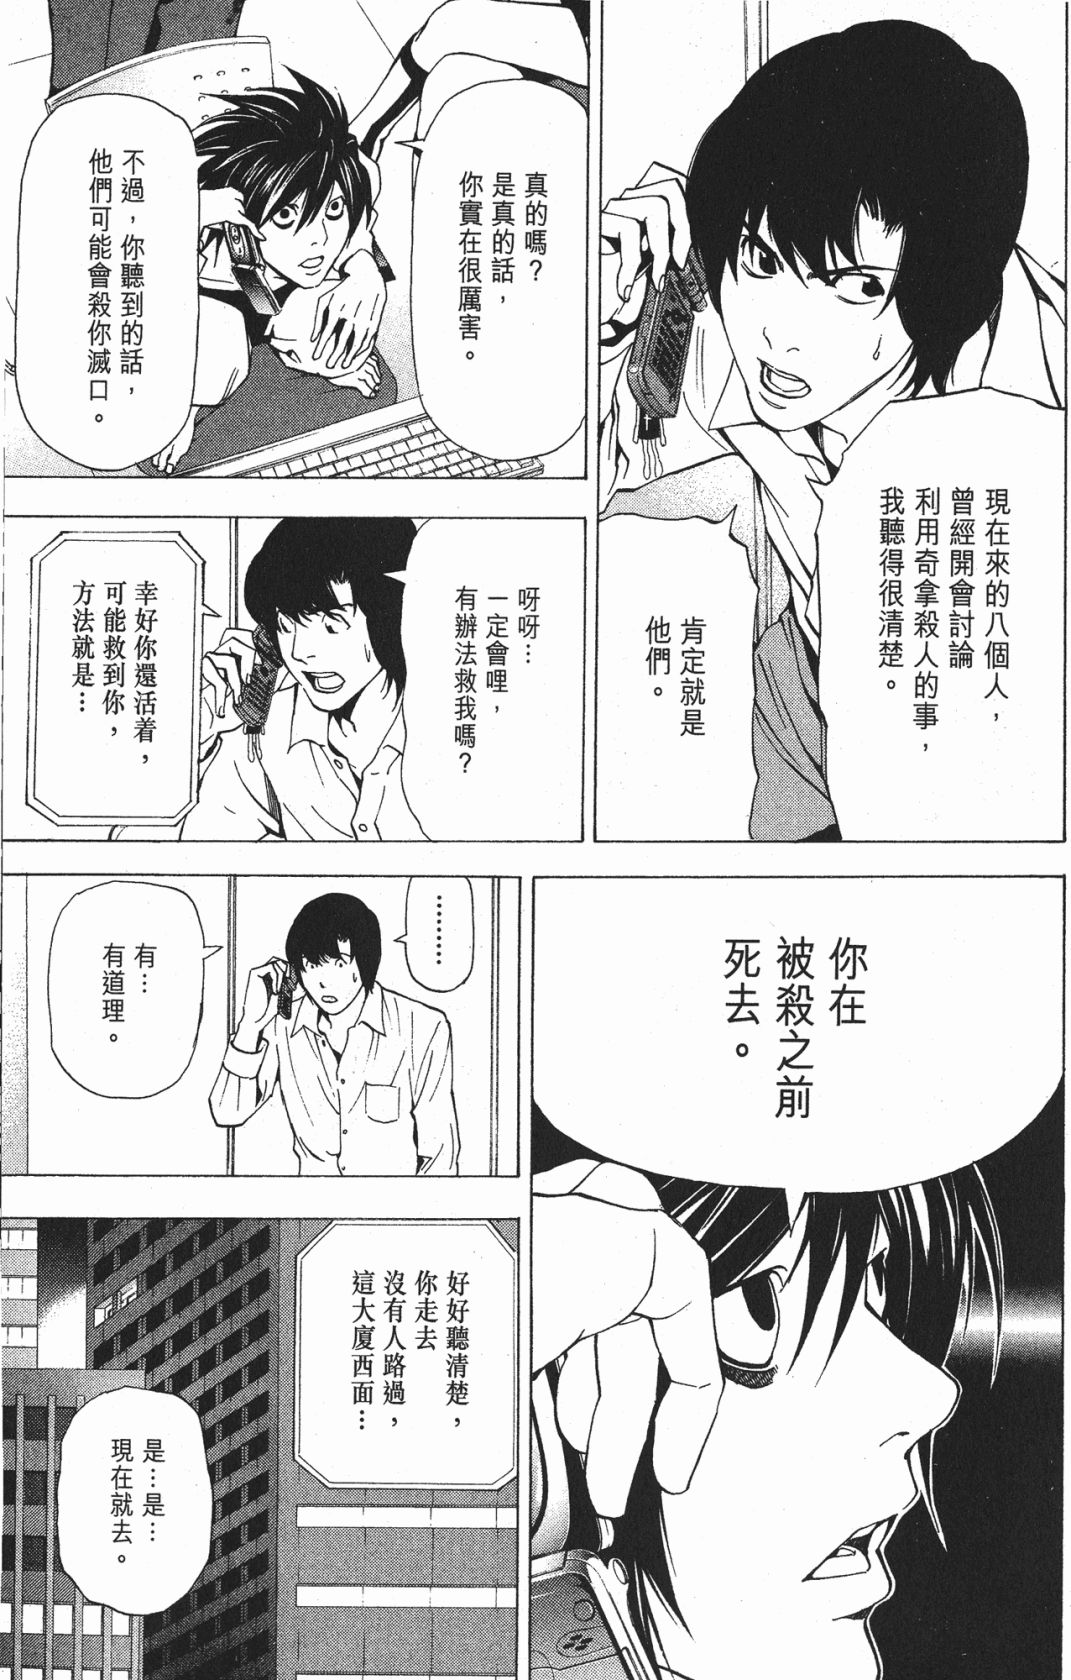 現在來的八個人，
曾經開會討論
利用奇拿殺人的事，
我聽得很清楚。
肯定就是
他們。
真的嗎？
是真的話，
你實在很厲害。
不過，你聽到的話，
他們可能會殺你滅口。
呀呀…
一定會哩，
有辦法救我嗎？
幸好你還活着，
可能救到你，
方法就是…
你在
被殺之前
死去。
………
有…
有道理。
好好聽清楚，
你走去
沒有人路過，
這大廈西面…
是…是…
現在就去。